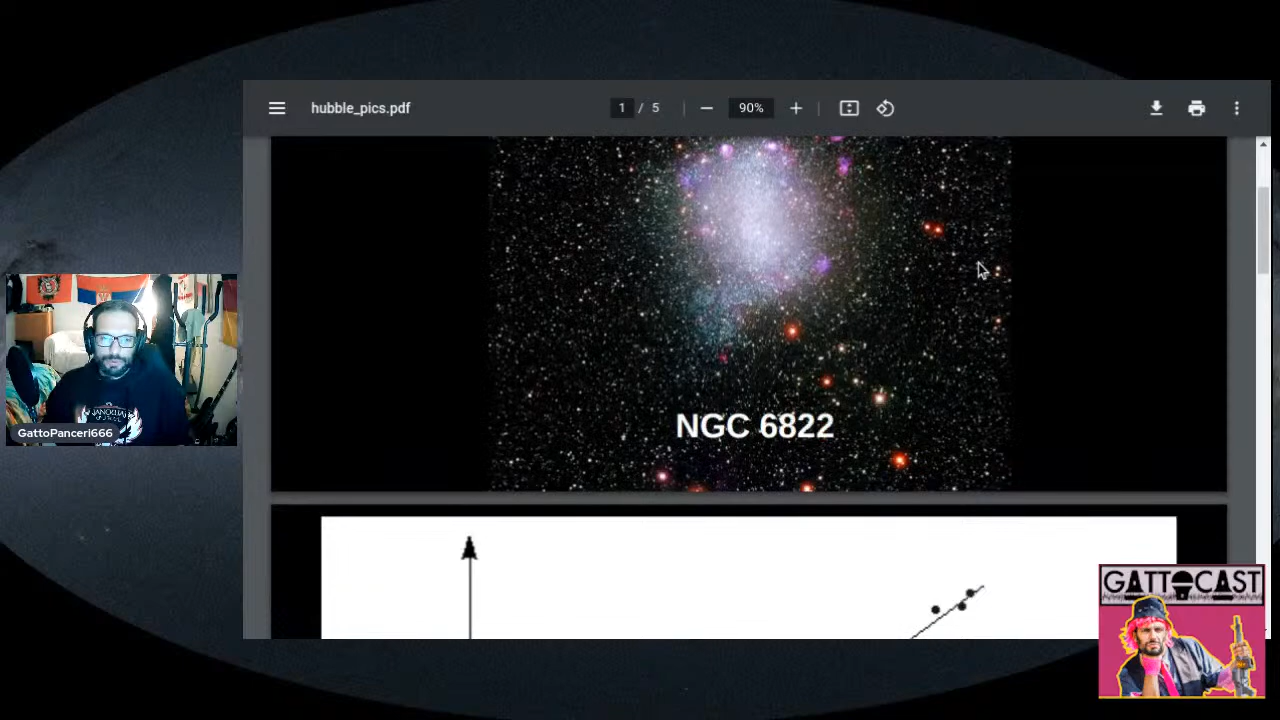 hubble_pics.pdf
1 / 5
90%
NGC 6822
GattoPanceri666
GATTOCAST